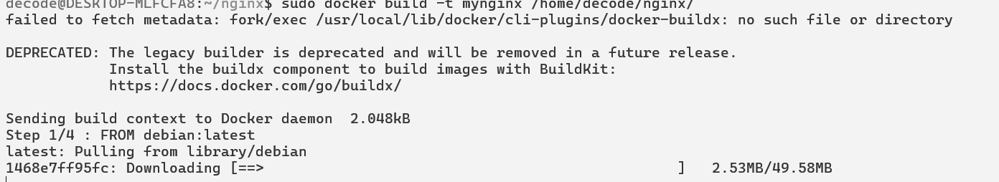 decode@DESKTOP-MLFCFA8:~/nginx$ sudo docker build -t mynginx /home/decode/nginx/
failed to fetch metadata: fork/exec /usr/local/lib/docker/cli-plugins/docker-buildx: no such file or directory
DEPRECATED: The legacy builder is deprecated and will be removed in a future release.
Install the buildx component to build images with BuildKit:
https://docs.docker.com/go/buildx/
Sending build context to Docker daemon  2.048kB
Step 1/4 : FROM debian:latest
latest: Pulling from library/debian
1468e7ff95fc: Downloading [==>                                                ]   2.53MB/49.58MB